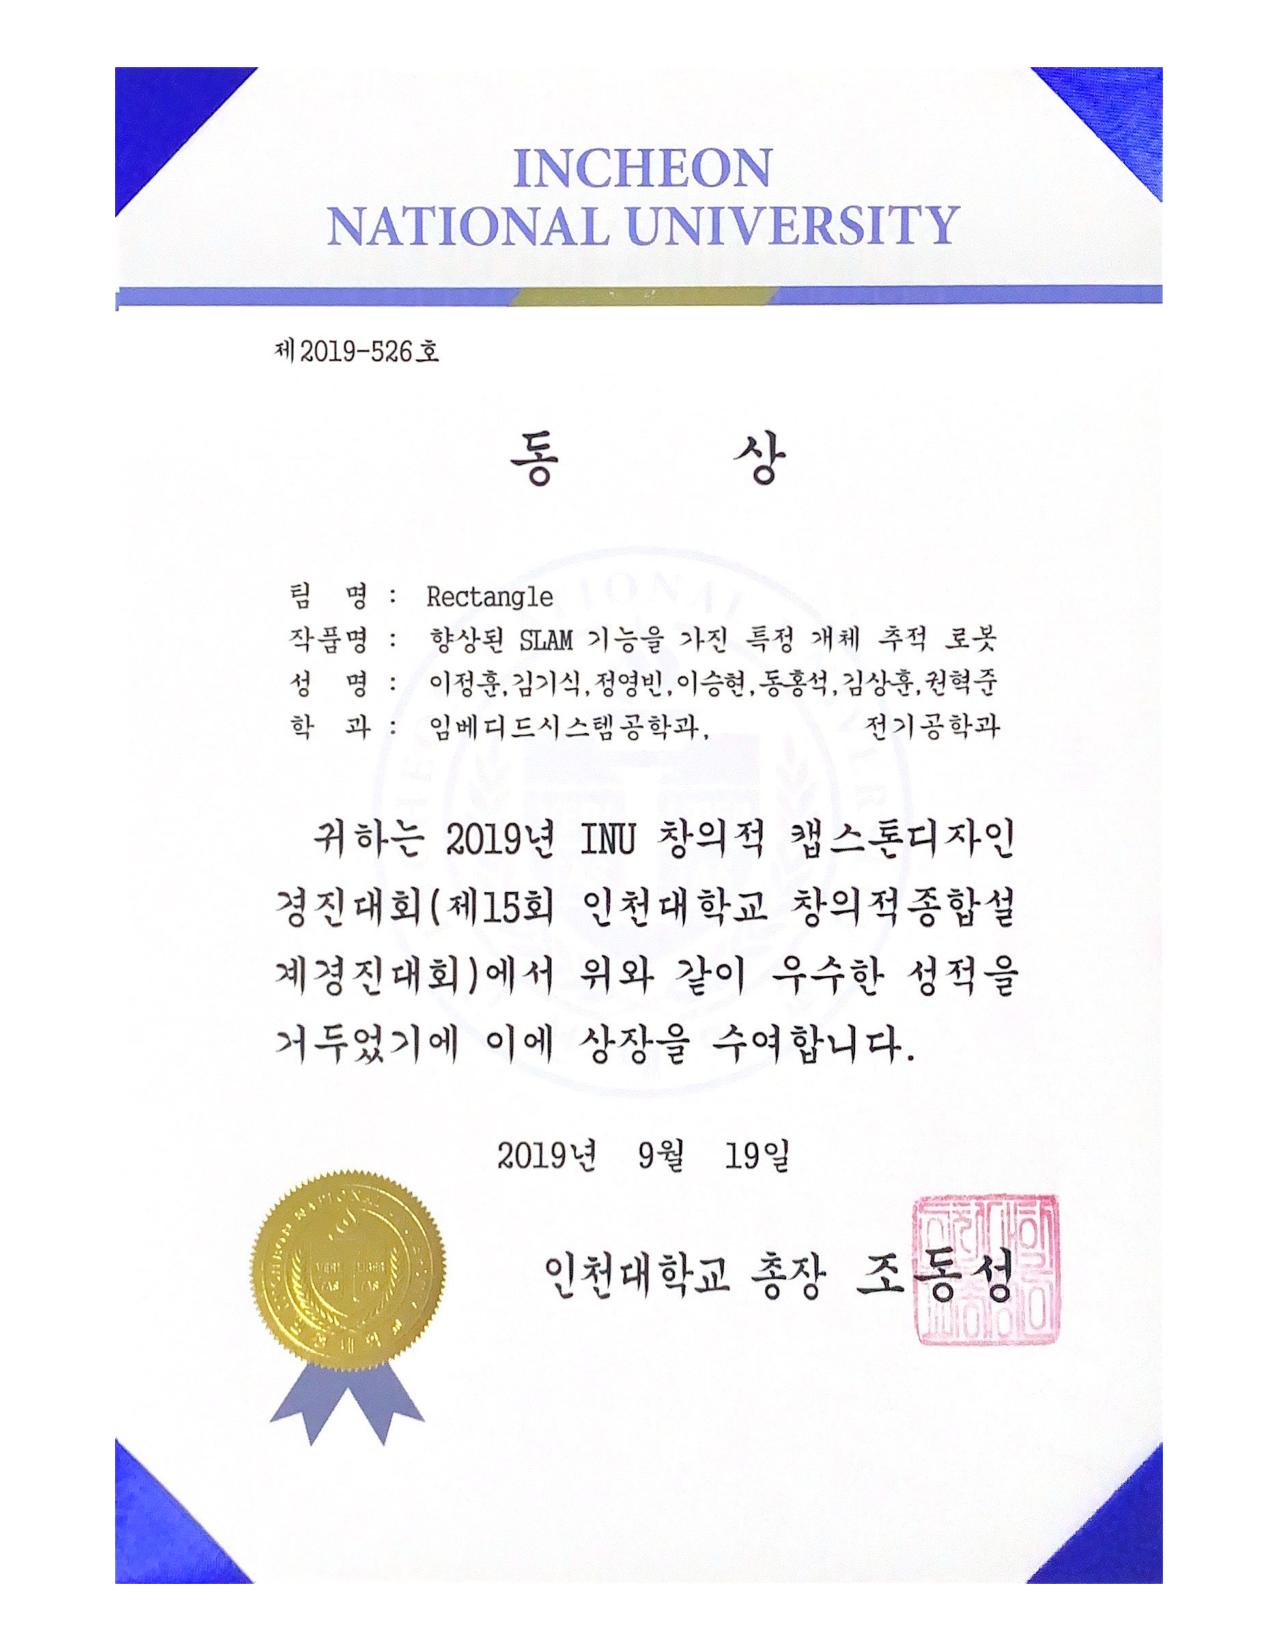 INCHEON
NATIONAL UNIVERSITY
제2019-526호
동 상
팀 명 : Rectangle
작품명 : 향상된 SLAM 기능을 가진 특정 개체 추적 로봇
성 명 : 이정훈,김기식,정영빈,이승현,동홍석,김상훈,권혁준
학 과 : 임베디드시스템공학과, 전기공학과
귀하는 2019년 INU 창의적 캡스톤디자인
경진대회(제15회 인천대학교 창의적종합설
계경진대회)에서 위와 같이 우수한 성적을
거두었기에 이에 상장을 수여합니다.
2019년 9월 19일
인천대학교 총장 조동성